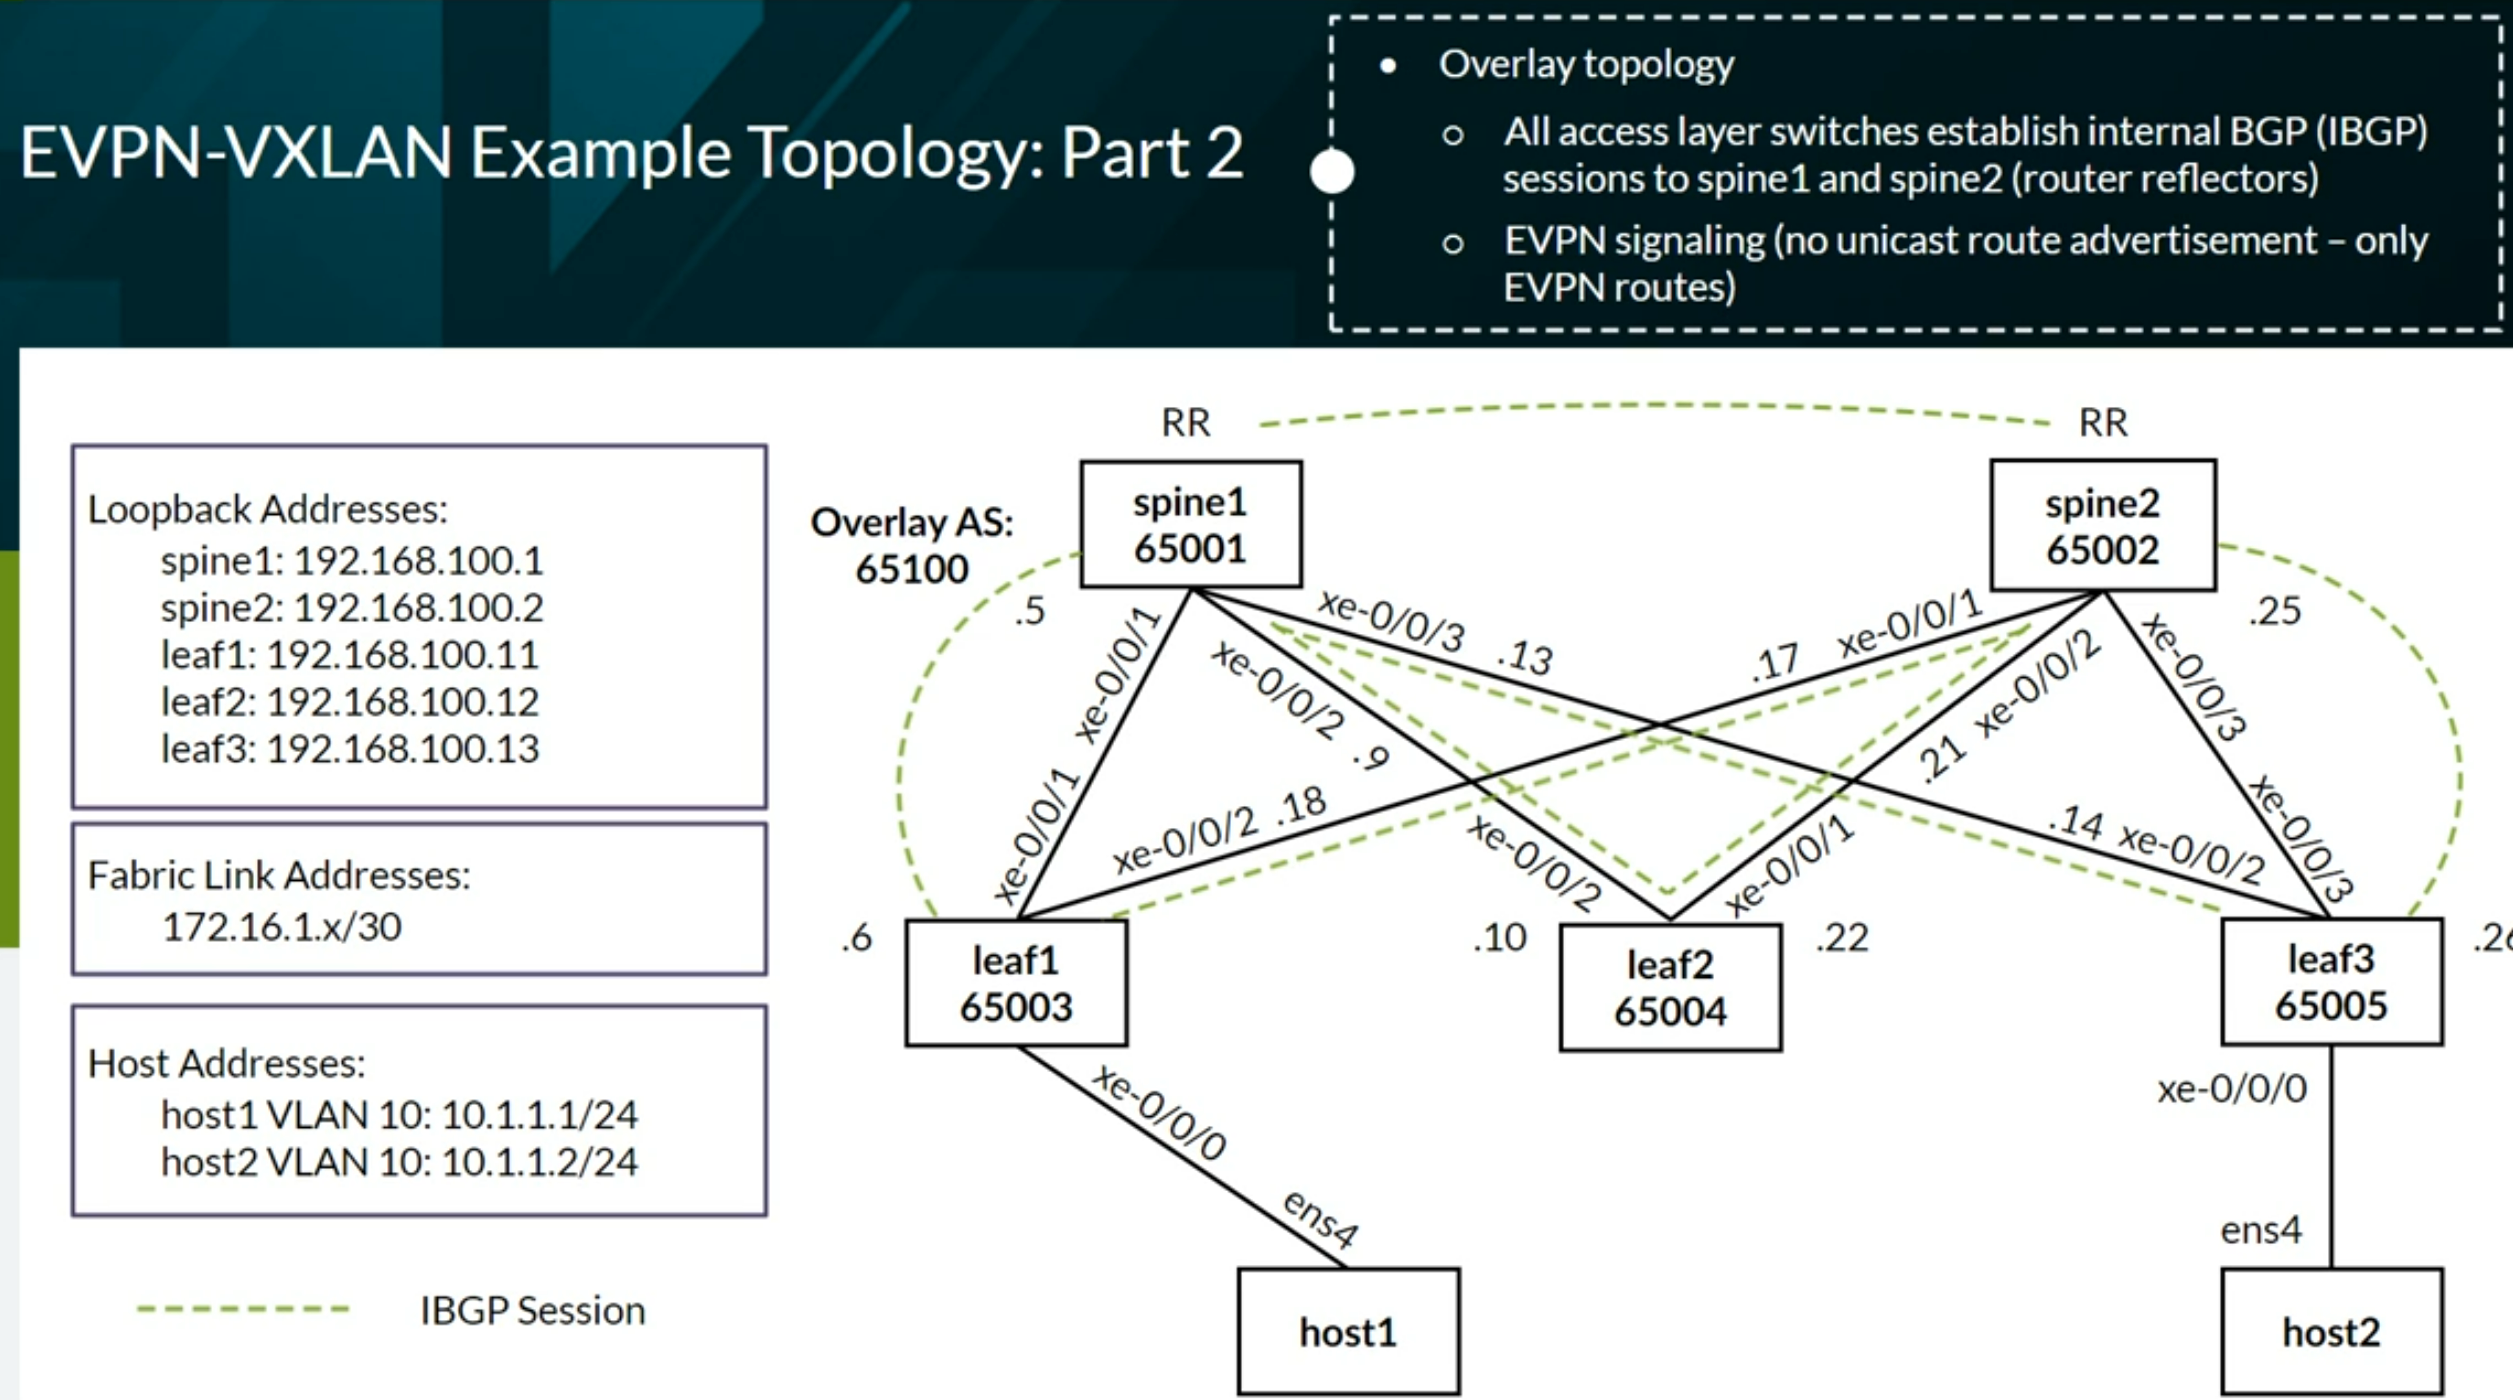 EVPN-VXLAN Example Topology: Part 2
• Overlay topology
o All access layer switches establish internal BGP (IBGP)
sessions to spine1 and spine2 (router reflectors)
o EVPN signaling (no unicast route advertisement – only
EVPN routes)
Loopback Addresses:
spine1: 192.168.100.1
spine2: 192.168.100.2
leaf1: 192.168.100.11
leaf2: 192.168.100.12
leaf3: 192.168.100.13
Fabric Link Addresses:
172.16.1.x/30
Host Addresses:
host1 VLAN 10: 10.1.1.1/24
host2 VLAN 10: 10.1.1.2/24
IBGP Session
RR
RR
Overlay AS:
65100
spine1
65001
spine2
65002
.5
xe-0/0/1
xe-0/0/2
.9
xe-0/0/3
.13
.17
xe-0/0/1
.21
xe-0/0/2
xe-0/0/3
.25
xe-0/0/1
xe-0/0/2
.18
xe-0/0/2
xe-0/0/1
.14
xe-0/0/2
xe-0/0/3
.6
leaf1
65003
.10
leaf2
65004
.22
leaf3
65005
xe-0/0/0
ens4
host1
xe-0/0/0
ens4
host2